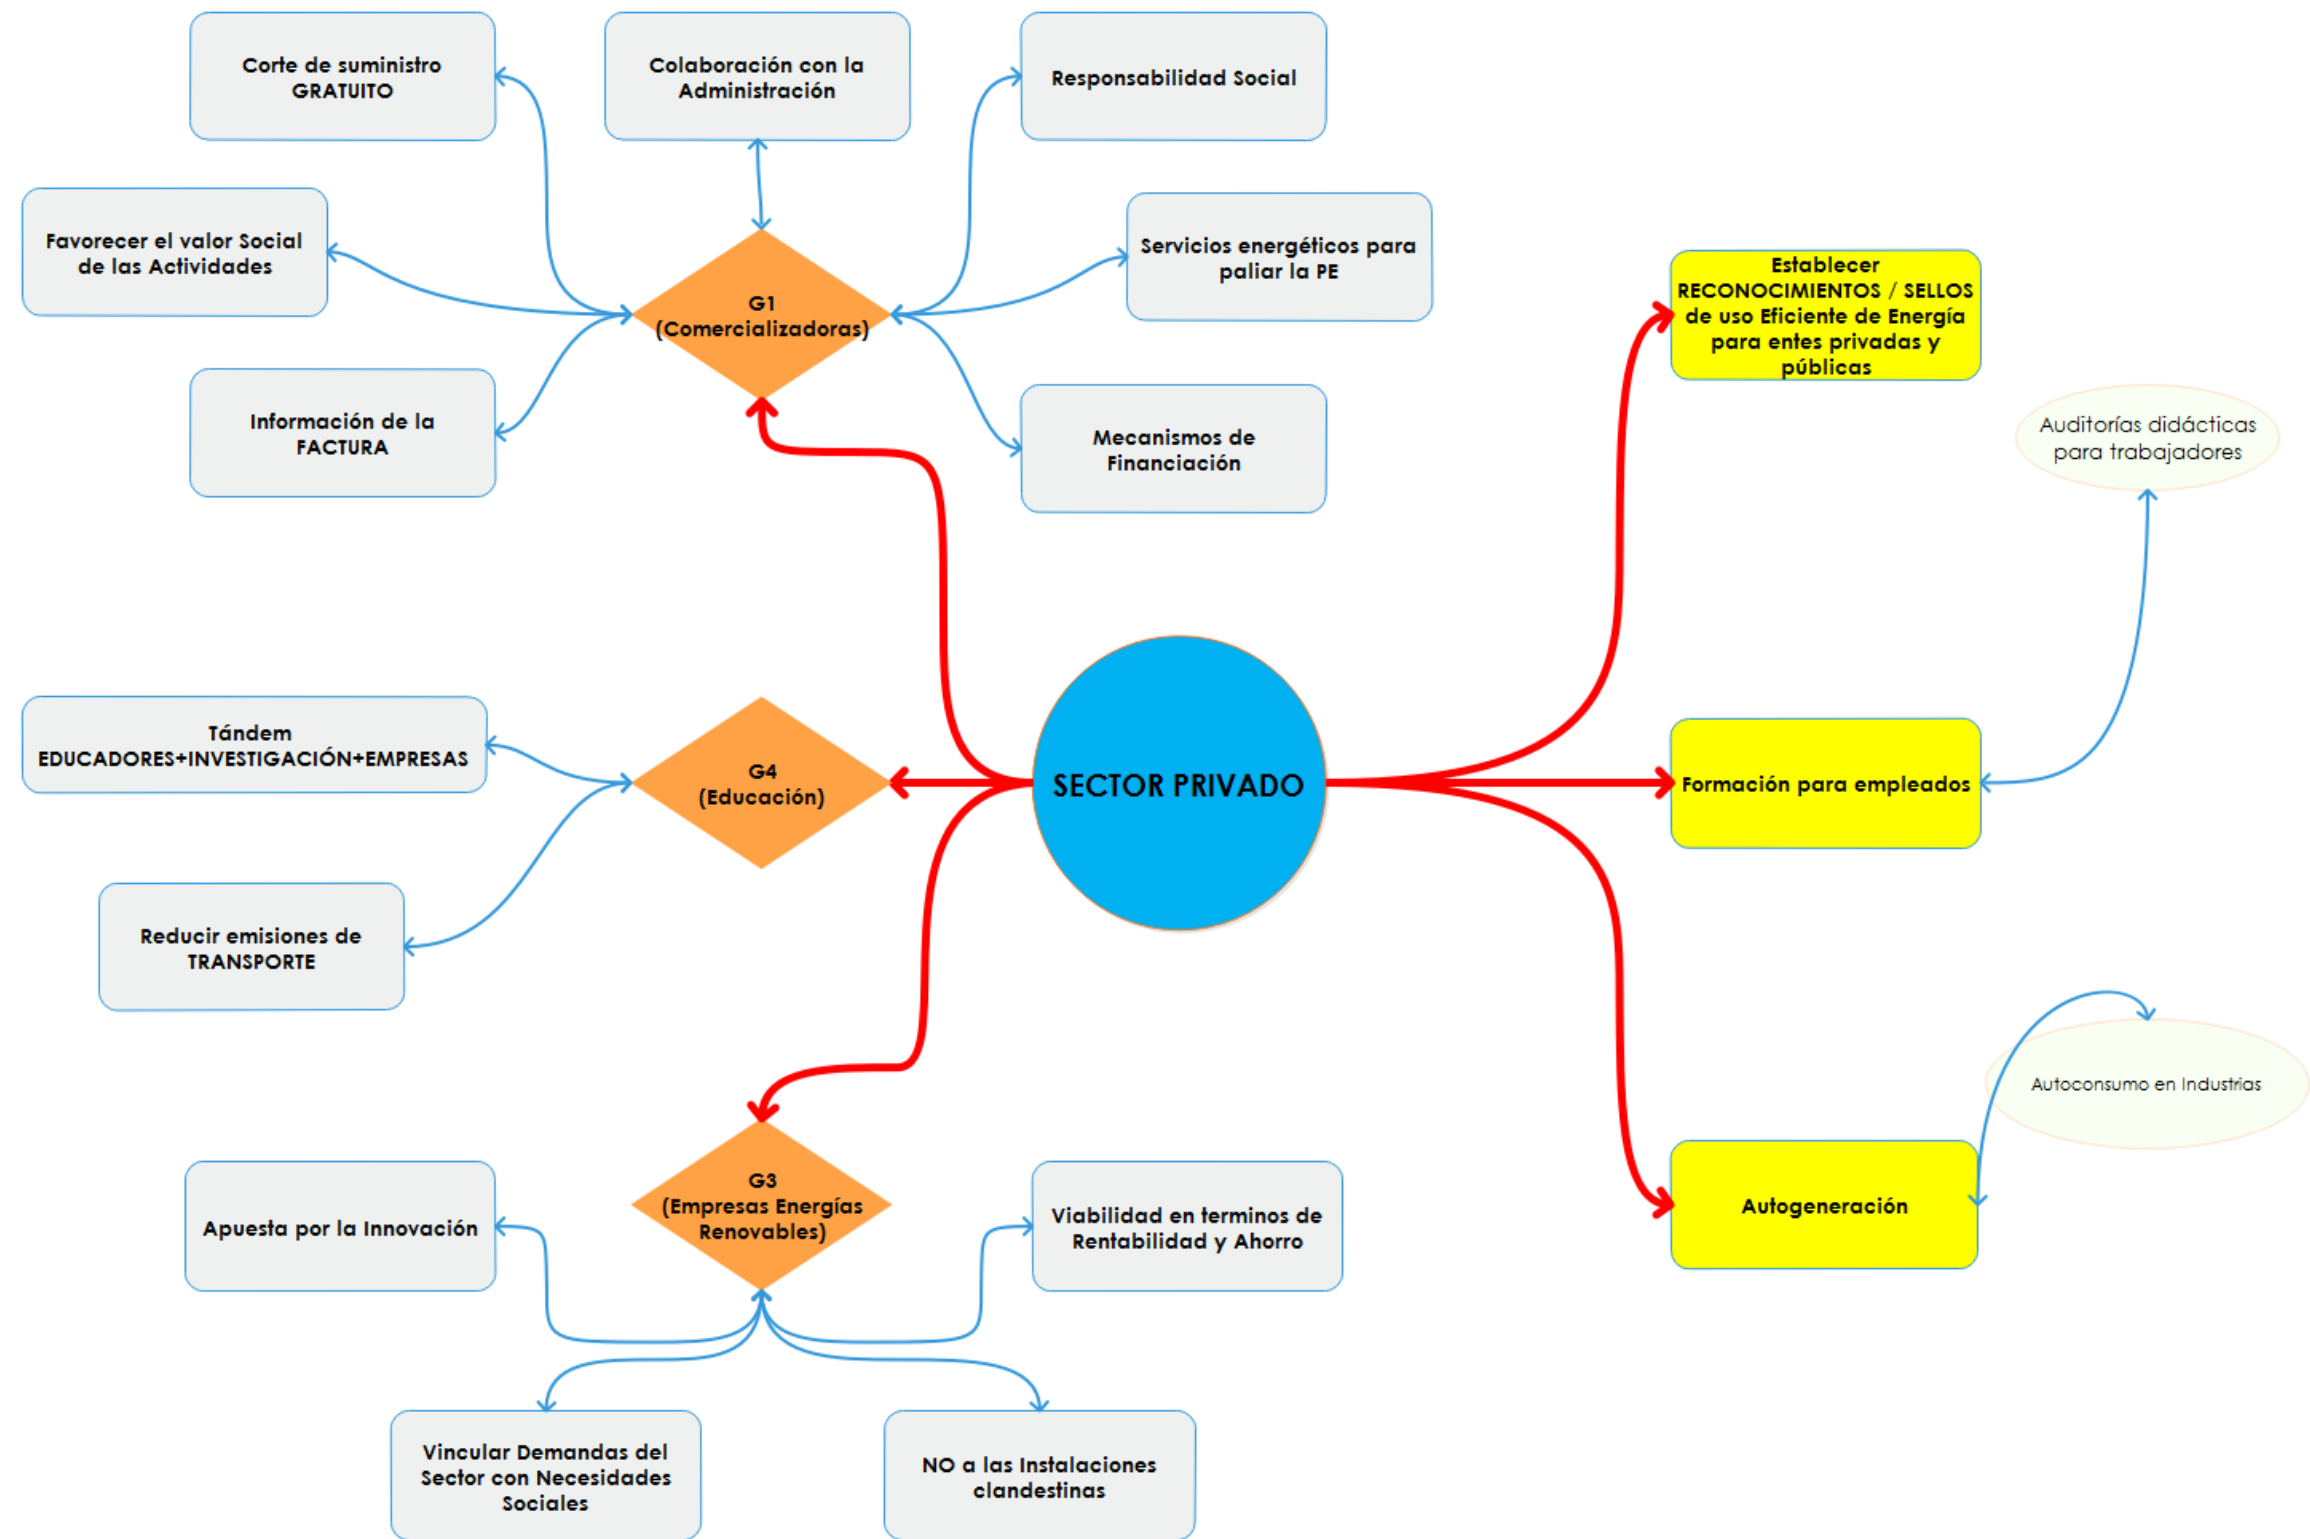 Corte de suministro
GRATUITO
Colaboración con la
Administración
Responsabilidad Social
Favorecer el valor Social
de las Actividades
Servicios energéticos para
paliar la PE
G1
(Comercializadoras)
Información de la
FACTURA
Mecanismos de
Financiación
Establecer
RECONOCIMIENTOS / SELLOS
de uso Eficiente de Energía
para entes privadas y
públicas
Auditorías didácticas
para trabajadores
Tándem
EDUCADORES+INVESTIGACIÓN+EMPRESAS
G4
(Educación)
SECTOR PRIVADO
Formación para empleados
Reducir emisiones de
TRANSPORTE
Autoconsumo en Industrias
G3
(Empresas Energías
Renovables)
Autogeneración
Apuesta por la Innovación
Viabilidad en terminos de
Rentabilidad y Ahorro
Vincular Demandas del
Sector con Necesidades
Sociales
NO a las Instalaciones
clandestinas